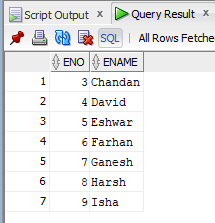 Script Output x Query Result x
SQL | All Rows Fetche
ENO ENAME
1 3 Chandan
2 4 David
3 5 Eshwar
4 6 Farhan
5 7 Ganesh
6 8 Harsh
7 9 Isha